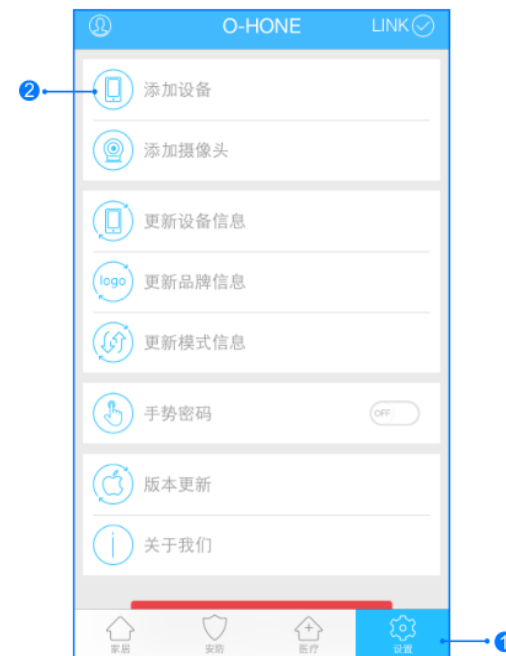 O-HONE
LINK
2
添加设备
添加摄像头
更新设备信息
logo
更新品牌信息
更新模式信息
手势密码
OFF
版本更新
关于我们
家居
安防
医疗
设置
1